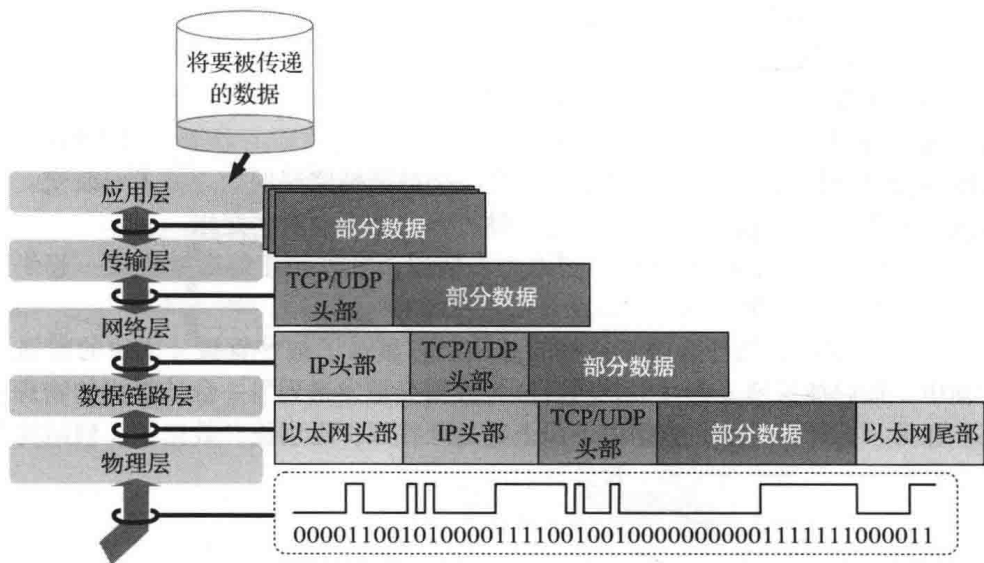 将要被传递
的数据
应用层
部分数据
传输层
TCP/UDP
头部
部分数据
网络层
IP头部
TCP/UDP
头部
部分数据
数据链路层
以太网头部
IP头部
TCP/UDP
头部
部分数据
以太网尾部
物理层
0000110010100001111001001000000000001111111000011